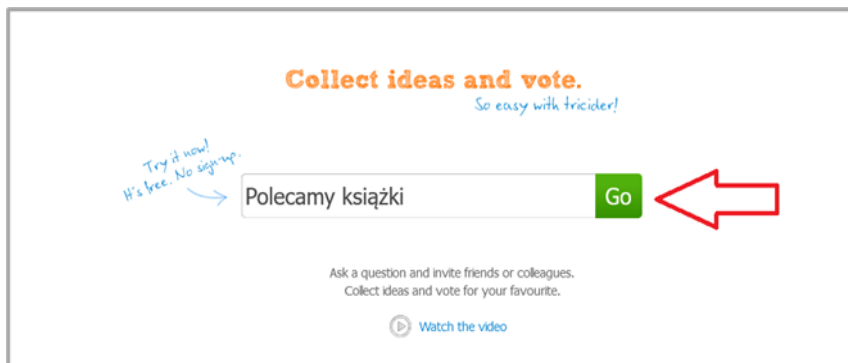 Collect ideas and vote.
So easy with tricider!
Try it now!
It's free. No sign-up.
Polecamy książki
Go
Ask a question and invite friends or colleagues.
Collect ideas and vote for your favourite.
Watch the video